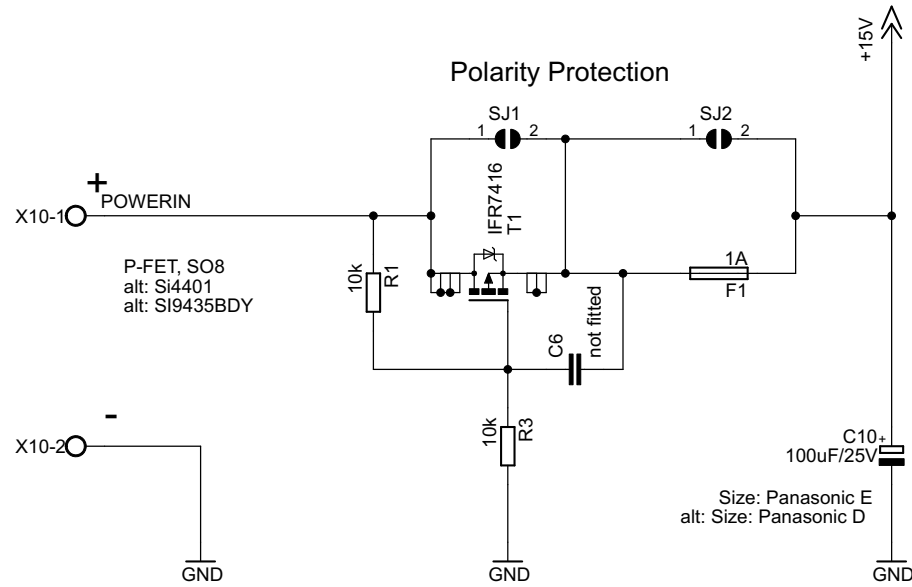 +15V
Polarity Protection
SJ1
1 2
SJ2
1 2
+
POWERIN
X10-1
IFR7416
T1
P-FET, SO8
alt: Si4401
alt: SI9435BDY
10k
R1
1A
F1
C6
not fitted
-
X10-2
10k
R3
C10
+
100uF/25V
Size: Panasonic E
alt: Size: Panasonic D
GND
GND
GND